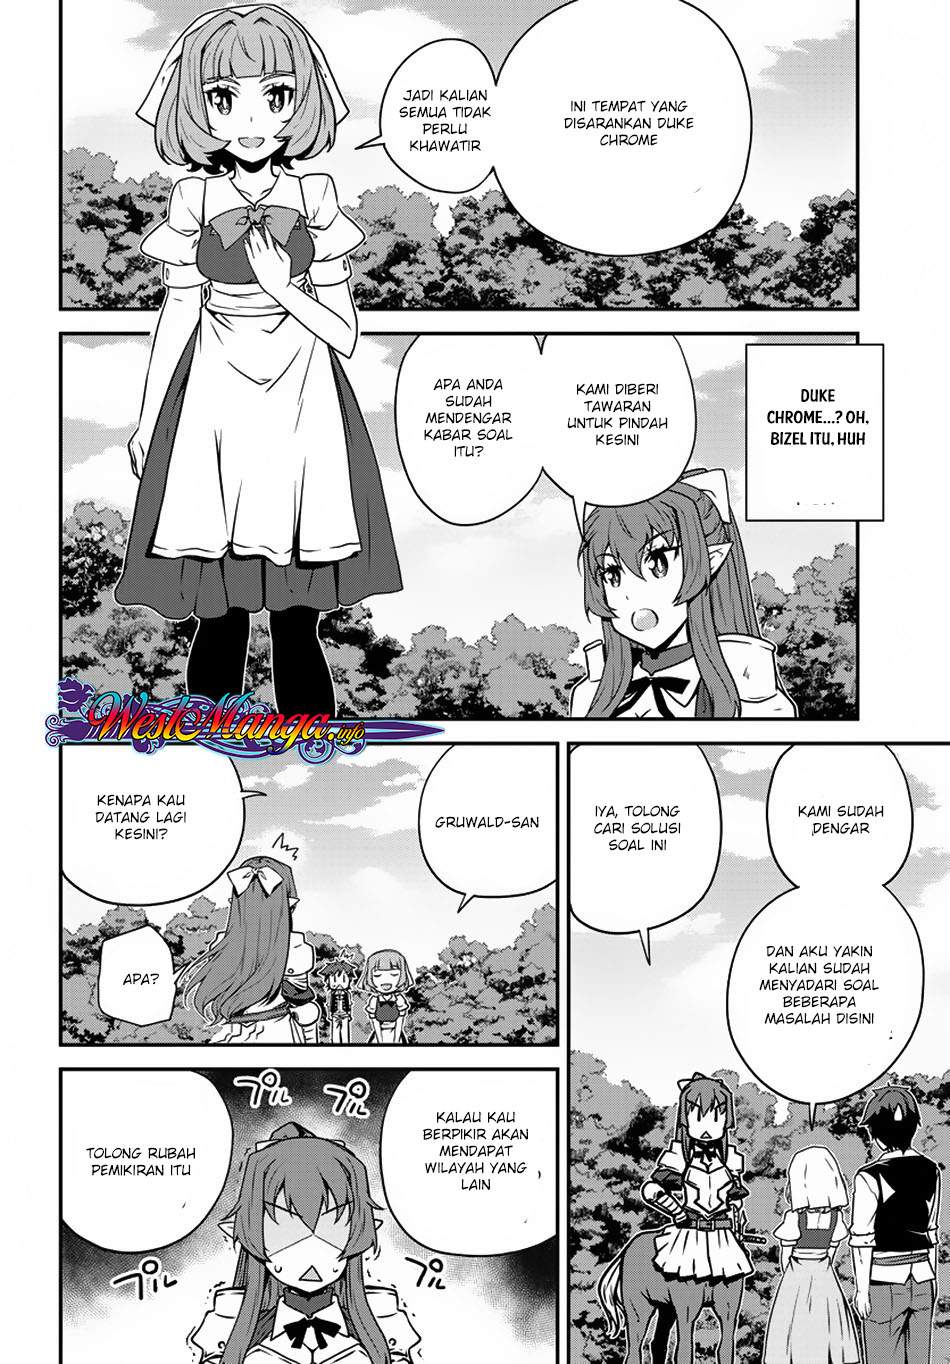 INI TEMPAT YANG
DISARANKAN DUKE
CHROME
JADI KALIAN
SEMUA TIDAK
PERLU
KHAWATIR
DUKE
CHROME...? OH,
BIZEL ITU, HUH
KAMI DIBERI
TAWARAN
UNTUK PINDAH
KESINI
APA ANDA
SUDAH
MENDENGAR
KABAR SOAL
ITU?
WestManga.info
KAMI SUDAH
DENGAR
IYA, TOLONG
CARI SOLUSI
SOAL INI
DAN AKU YAKIN
KALIAN SUDAH
MENYADARI SOAL
BEBERAPA
MASALAH DISINI
GRUWALD-SAN
KENAPA KAU
DATANG LAGI
KESINI?
APA?
KALAU KAU
BERPIKIR AKAN
MENDAPAT
WILAYAH YANG
LAIN
TOLONG RUBAH
PEMIKIRAN ITU
プル
プル
プル
プル